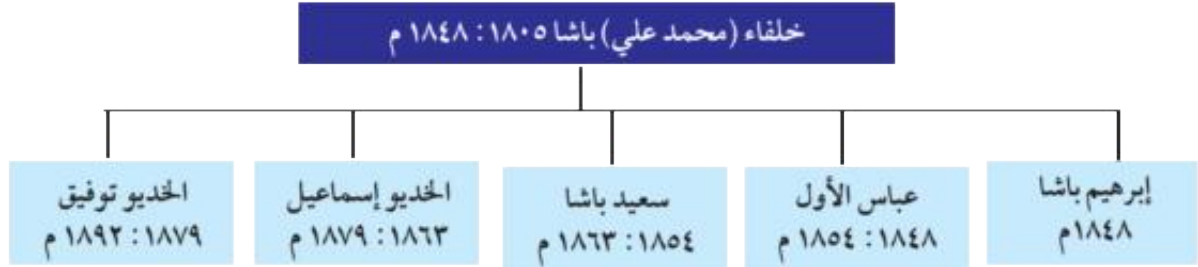 خلفاء (محمد علي) باشا ١٨٠٥ : ١٨٤٨ م
إبرهيم باشا
١٨٤٨م
عباس الأول
١٨٤٨ : ١٨٥٤ م
سعيد باشا
١٨٥٤ : ١٨٦٣ م
الخديو إسماعيل
١٨٦٣ : ١٨٧٩ م
الخديو توفيق
١٨٧٩ : ١٨٩٢ م